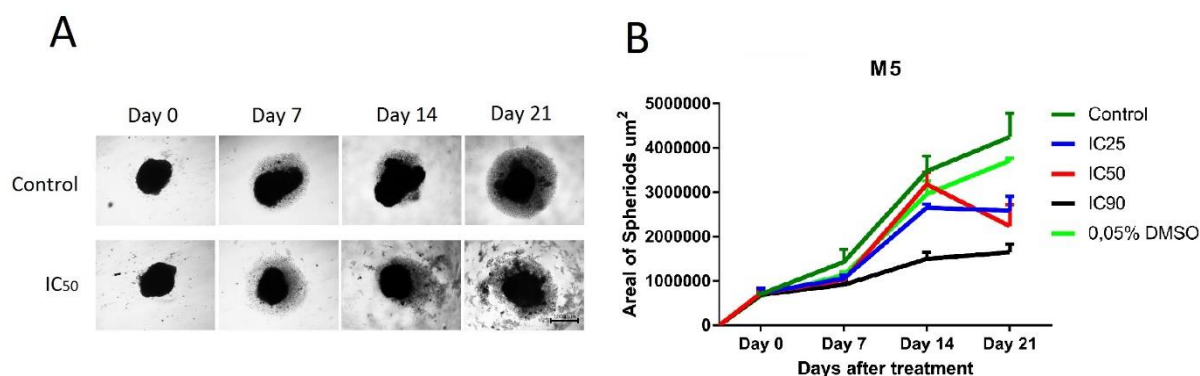 A
Day 0 Day 7 Day 14 Day 21
Control
IC50
B
M5
Areal of Spheriods um²
5000000
4000000
3000000
2000000
1000000
0
Day 0 Day 7 Day 14 Day 21
Days after treatment
Control
IC25
IC50
IC90
0,05% DMSO